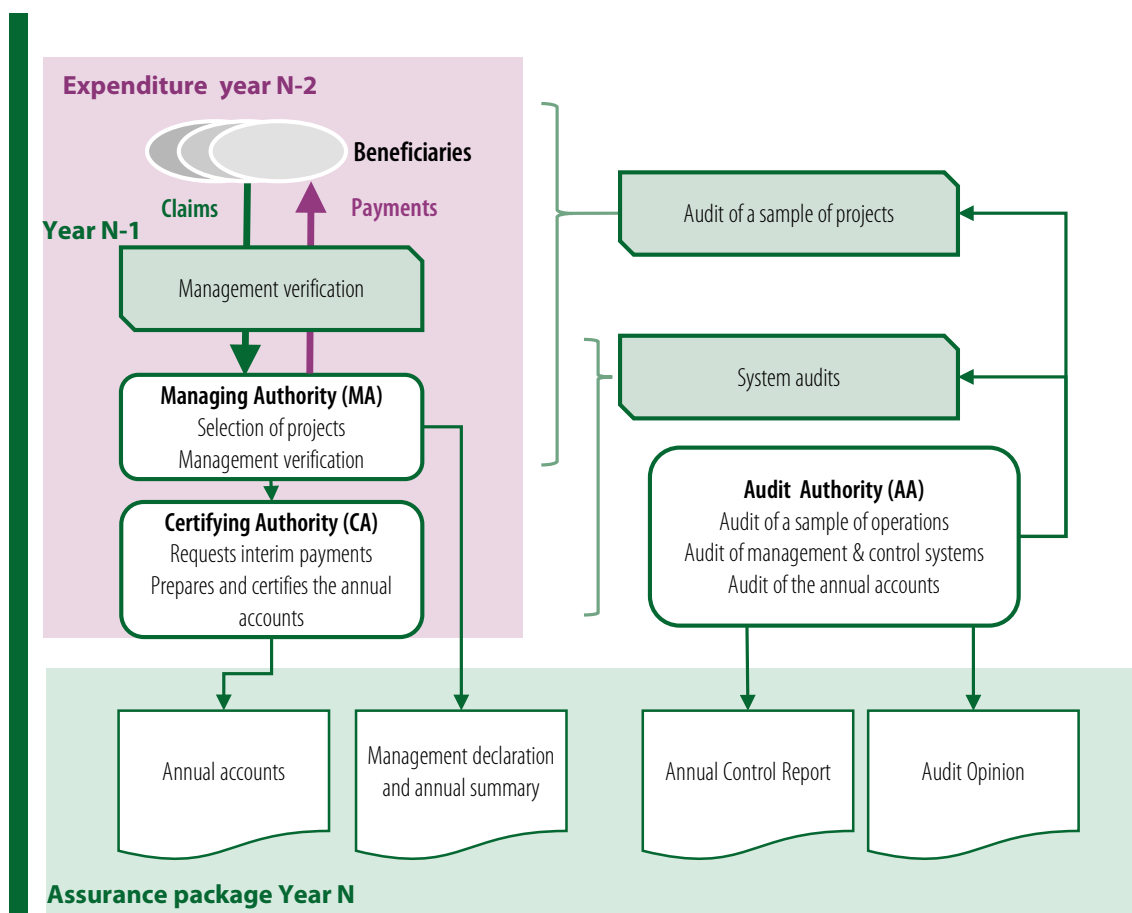 Expenditure year N-2
Beneficiaries
Claims
Payments
Year N-1
Management verification
Managing Authority (MA)
Selection of projects
Management verification
Certifying Authority (CA)
Requests interim payments
Prepares and certifies the annual
accounts
Audit of a sample of projects
System audits
Audit Authority (AA)
Audit of a sample of operations
Audit of management & control systems
Audit of the annual accounts
Annual accounts
Management declaration
and annual summary
Annual Control Report
Audit Opinion
Assurance package Year N